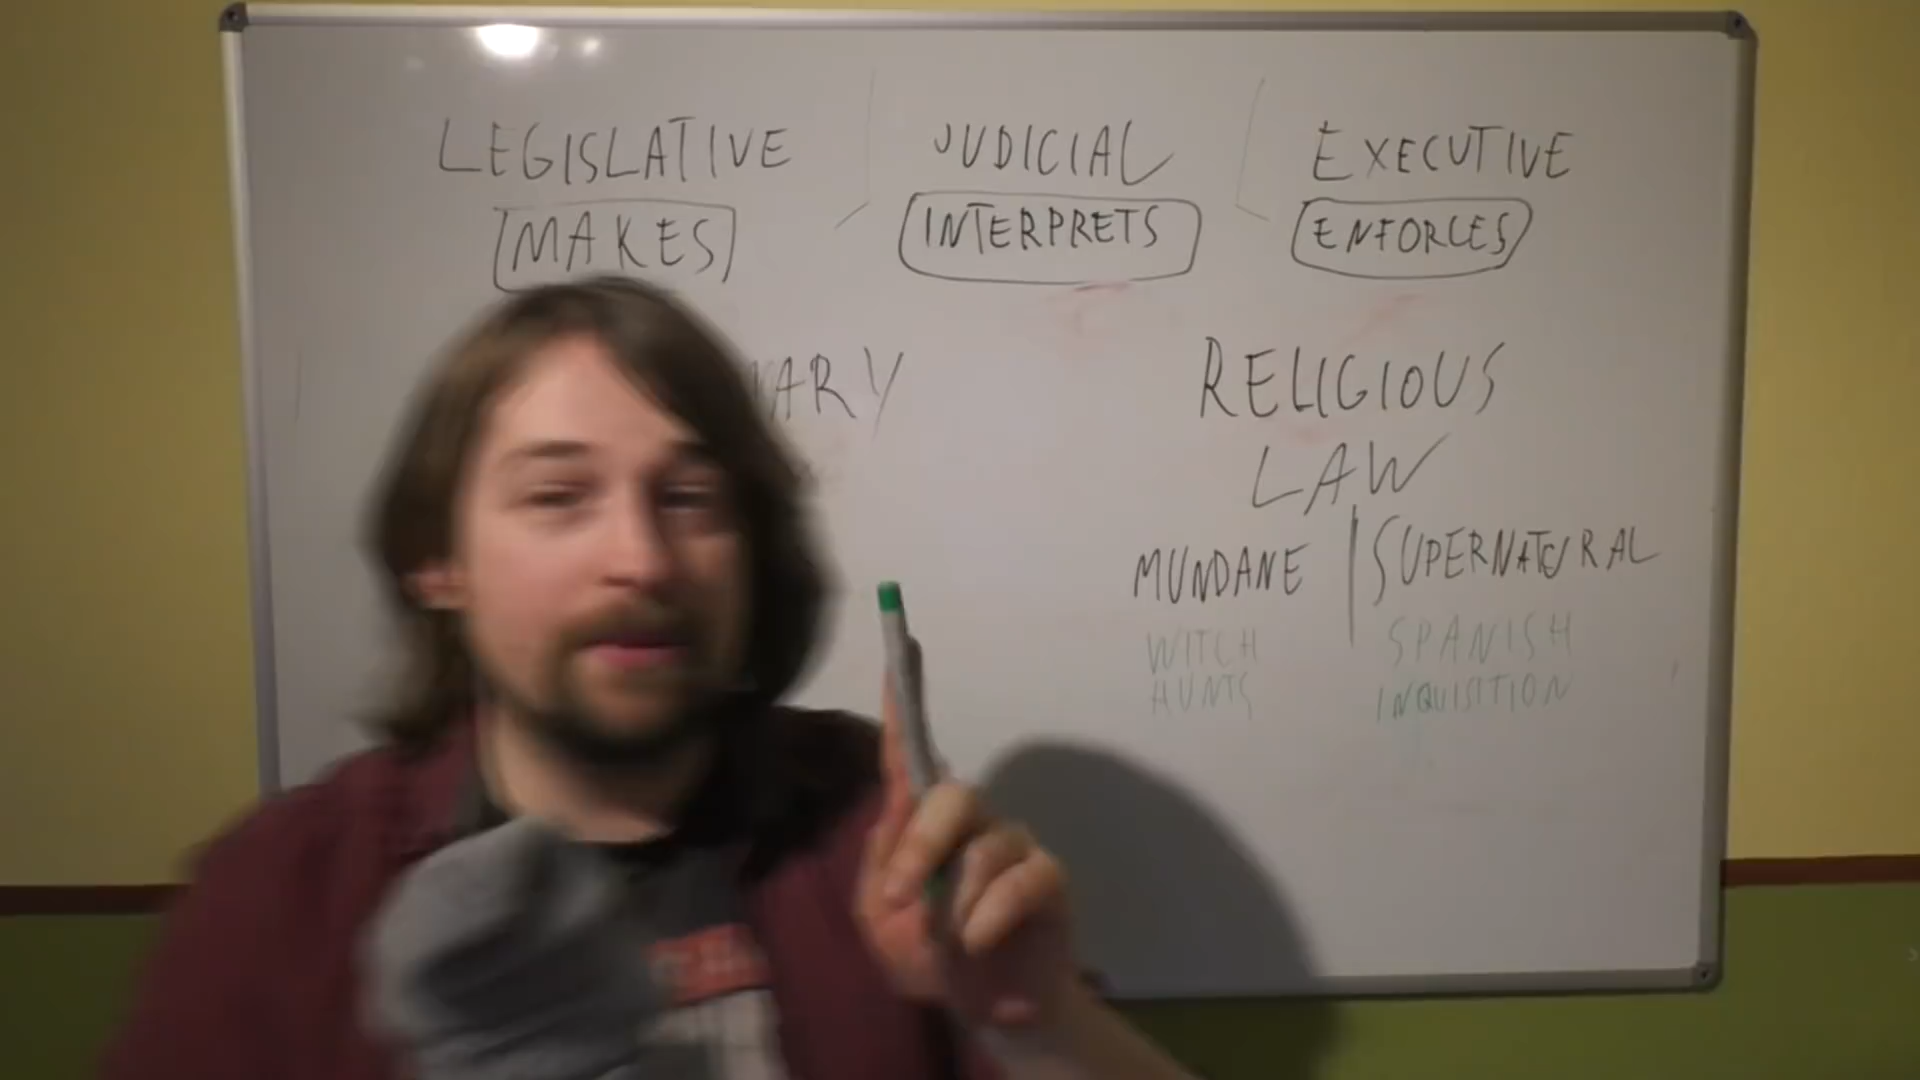 LEGISLATIVE JUDICIAL EXECUTIVE
MAKES INTERPRETS ENFORCES
RELIGIOUS
LAW
MUNDANE SUPERNATURAL
WITCH SPANISH
HUNTS INQUISITION